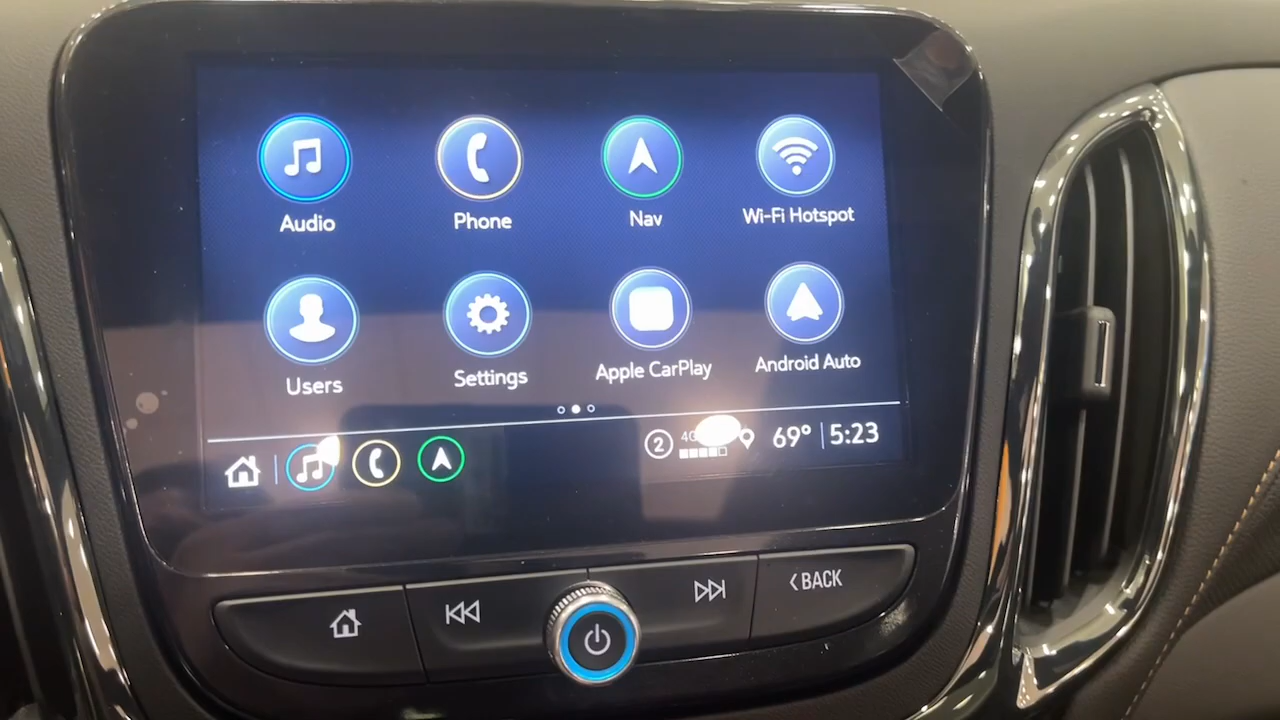 Audio
Phone
Nav
Wi-Fi Hotspot
Users
Settings
Apple CarPlay
Android Auto
2
4G
69°
5:23
BACK